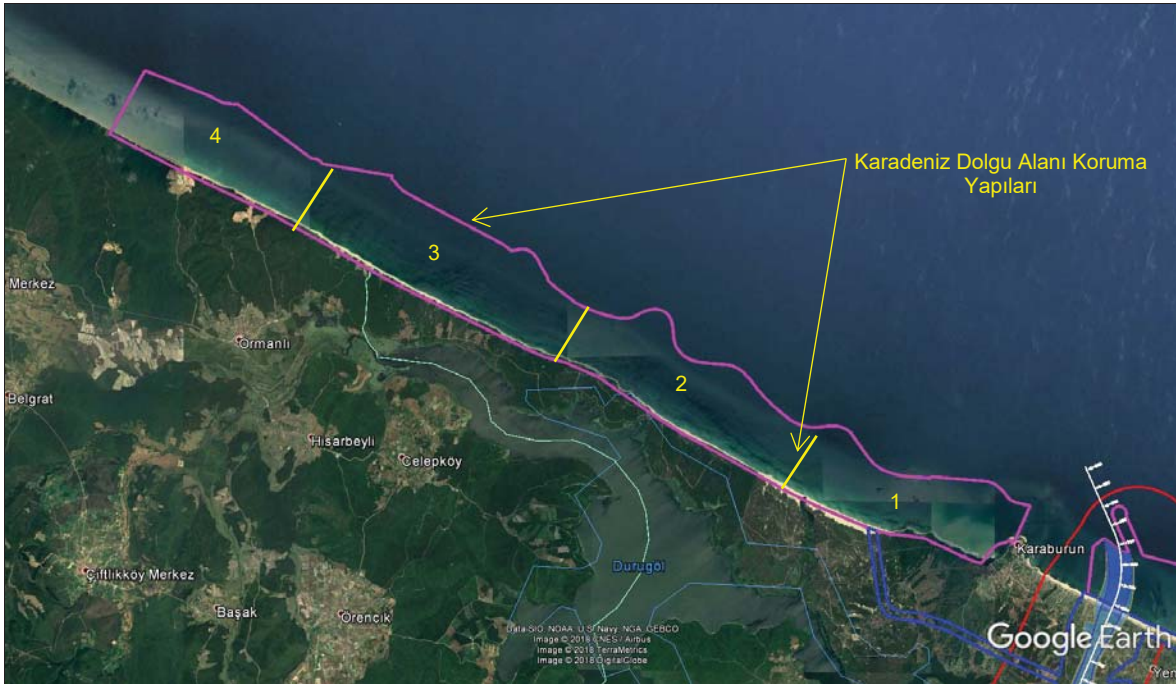 4
Karadeniz Dolgu Alanı Koruma
Yapıları
3
Merkez
Ormanlı
2
Belgrat
Hisarbeyli
Celepköy
1
Karaburun
Durugöl
Çiftlikköy Merkez
Başak
Örencik
Data SIO, NOAA, U.S. Navy, NGA, GEBCO
Image © 2018 CNES / Airbus
Image © 2018 TerraMetrics
Image © 2018 DigitalGlobe
Google Earth
Yen